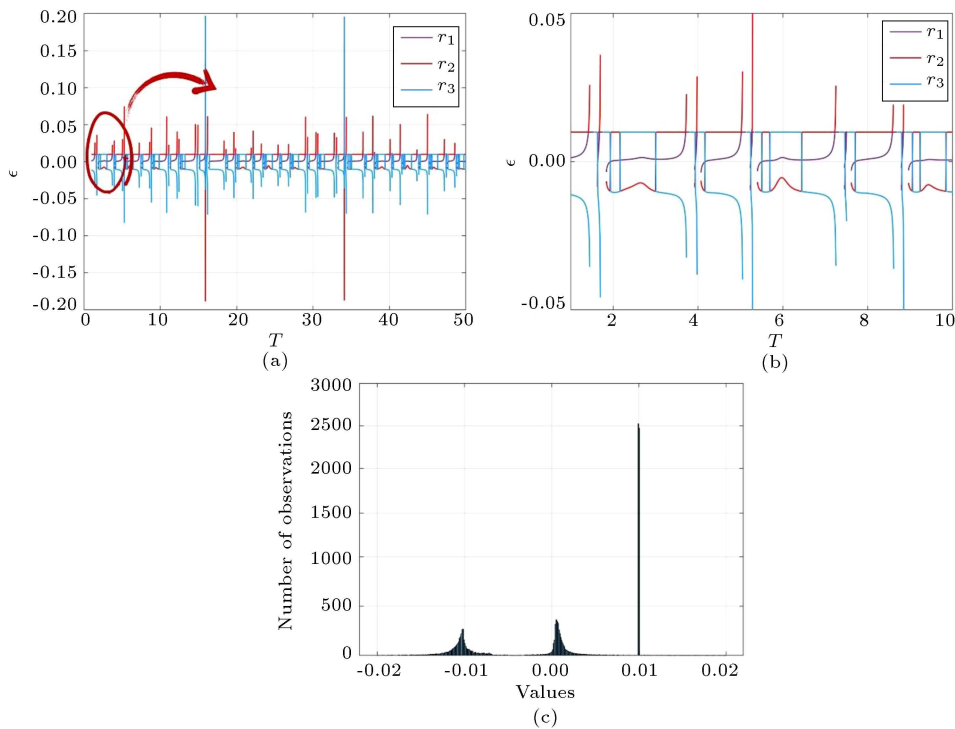 0.20
0.15
0.10
0.05
0.00
-0.05
-0.10
-0.15
-0.20
ϵ
0 10 20 30 40 50
T
(a)
r1
r2
r3
0.05
0.00
-0.05
ϵ
2 4 6 8 10
T
(b)
r1
r2
r3
3000
2500
2000
1500
1000
500
0
Number of observations
-0.02 -0.01 0.00 0.01 0.02
Values
(c)